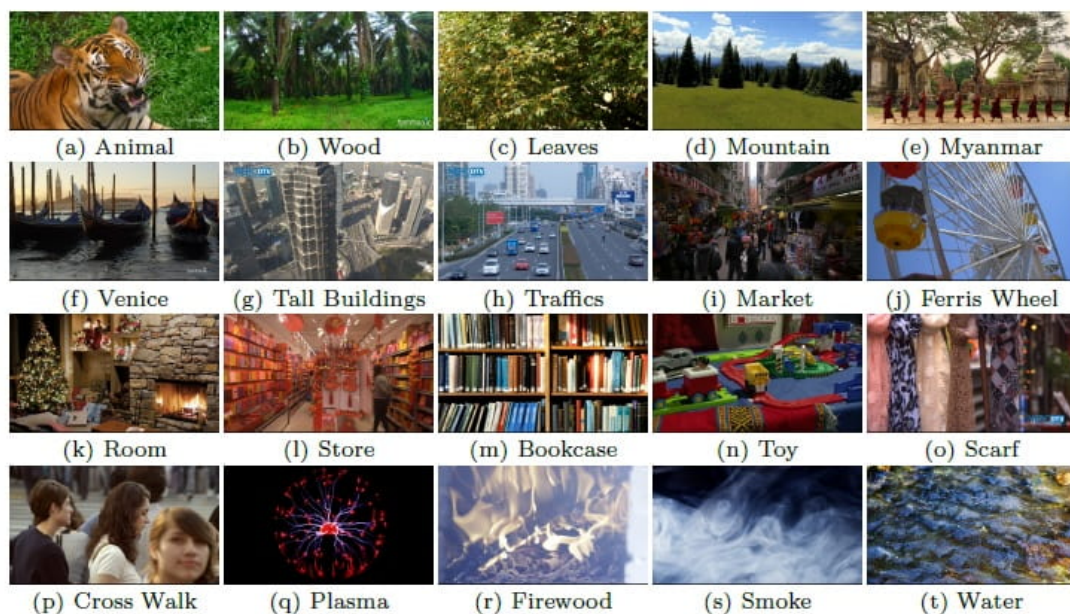 (a) Animal
(b) Wood
(c) Leaves
(d) Mountain
(e) Myanmar
(f) Venice
(g) Tall Buildings
(h) Traffics
(i) Market
(j) Ferris Wheel
(k) Room
(l) Store
(m) Bookcase
(n) Toy
(o) Scarf
(p) Cross Walk
(q) Plasma
(r) Firewood
(s) Smoke
(t) Water